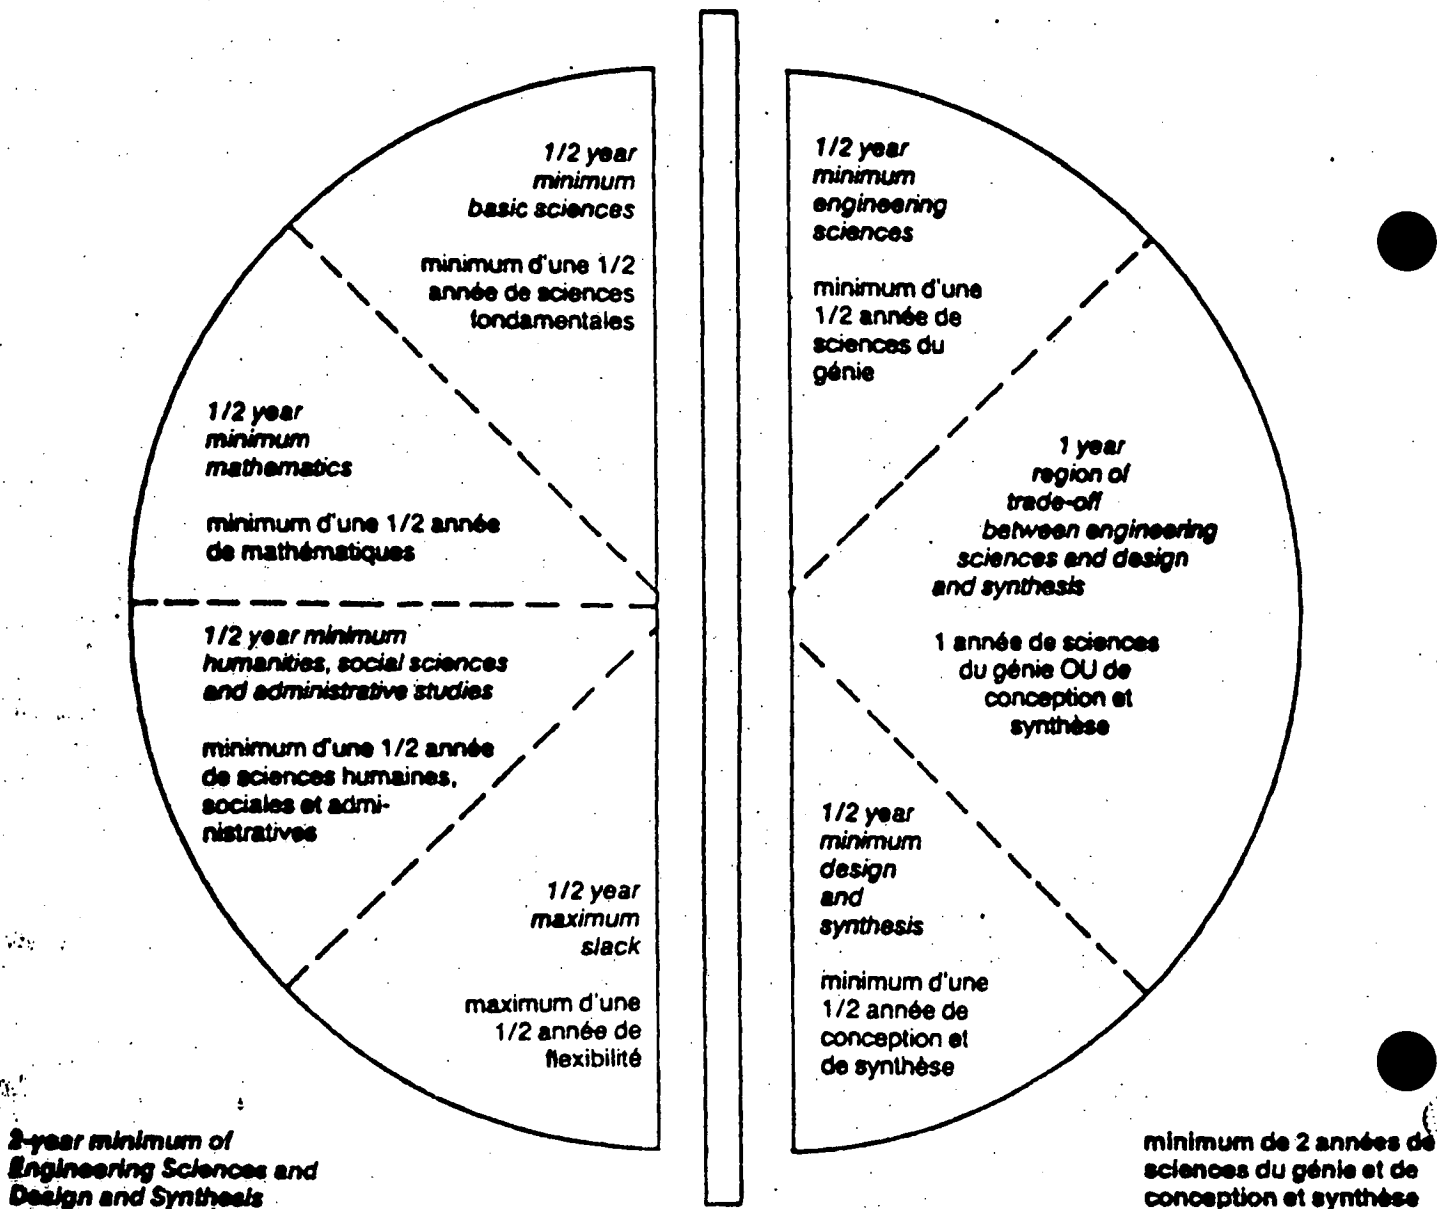 1/2 year
minimum
basic sciences
minimum d'une 1/2
année de sciences
fondamentales
1/2 year
minimum
mathematics
minimum d'une 1/2 année
de mathématiques
1/2 year minimum
humanities, social sciences
and administrative studies
minimum d'une 1/2 année
de sciences humaines,
sociales et admi-
nistratives
1/2 year
maximum
slack
maximum d'une
1/2 année de
flexibilité
1/2 year
minimum
engineering
sciences
minimum d'une
1/2 année de
sciences du
génie
1 year
region of
trade-off
between engineering
sciences and design
and synthesis
1 année de sciences
du génie OU de
conception et
synthèse
1/2 year
minimum
design
and
synthesis
minimum d'une
1/2 année de
conception et
de synthèse
2-year minimum of
Engineering Sciences and
Design and Synthesis
minimum de 2 années de
sciences du génie et de
conception et synthèse